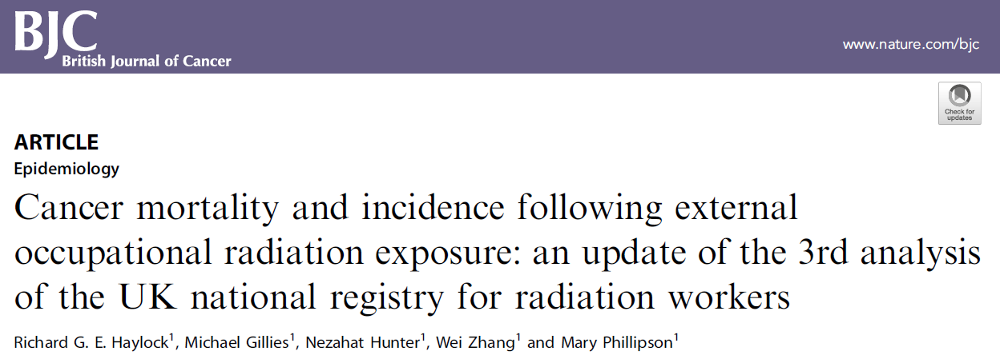 BJC
British Journal of Cancer
www.nature.com/bjc
Check for
updates
ARTICLE
Epidemiology
Cancer mortality and incidence following external
occupational radiation exposure: an update of the 3rd analysis
of the UK national registry for radiation workers
Richard G. E. Haylock¹, Michael Gillies¹, Nezahat Hunter¹, Wei Zhang¹ and Mary Phillipson¹